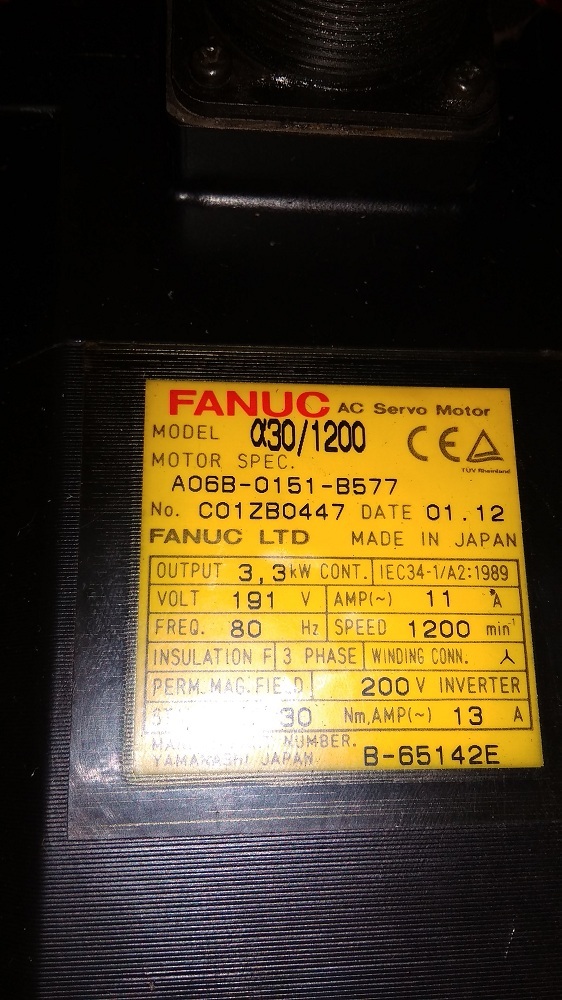 FANUC AC Servo Motor
MODEL α30/1200 CE
TÜV Rheinland
MOTOR SPEC.
A06B-0151-B577
No. C01ZB0447 DATE 01.12
FANUC LTD MADE IN JAPAN
OUTPUT 3,3 kW CONT. IEC34-1/A2:1989
VOLT 191 V AMP(~) 11 A
FREQ. 80 Hz SPEED 1200 min⁻¹
INSULATION F 3 PHASE WINDING CONN. ⅄
PERM. MAG. FIELD 200 V INVERTER
30 Nm, AMP(~) 13 A
NUMBER.
YAMANASHI JAPAN B-65142E